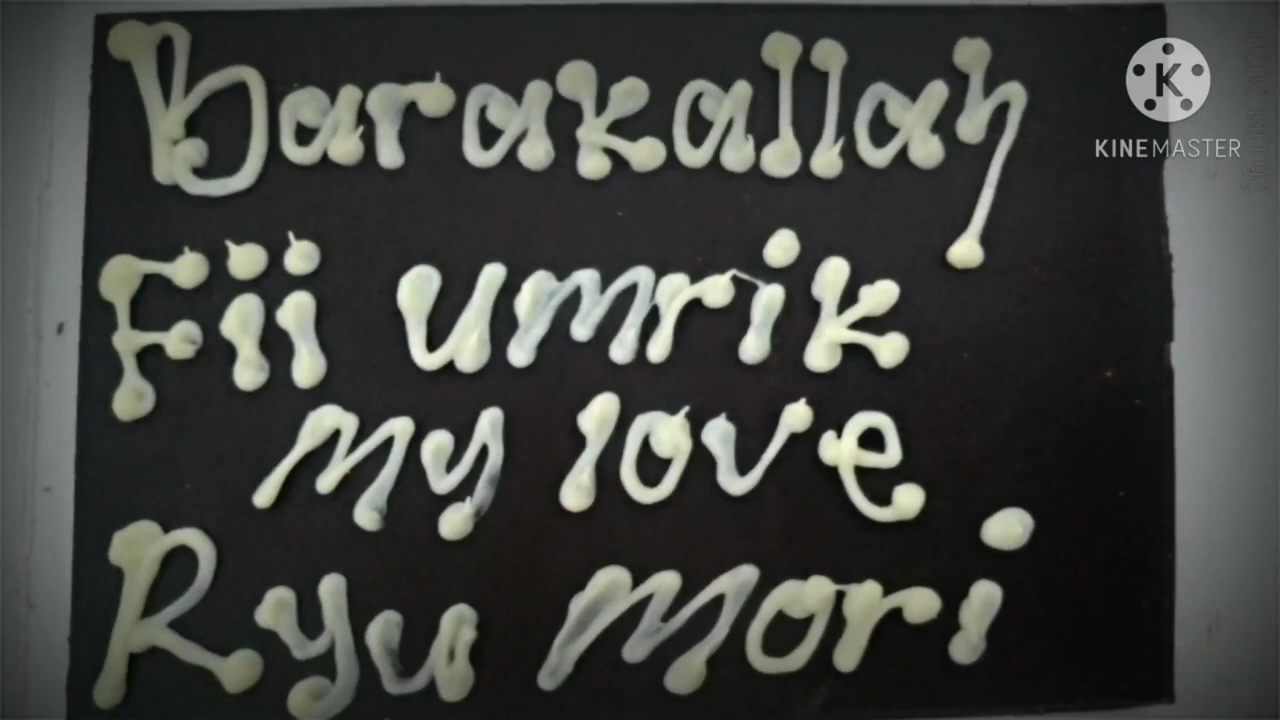 Barakallah
Fii umrik
my love
Ryu mori
K
KINEMASTER